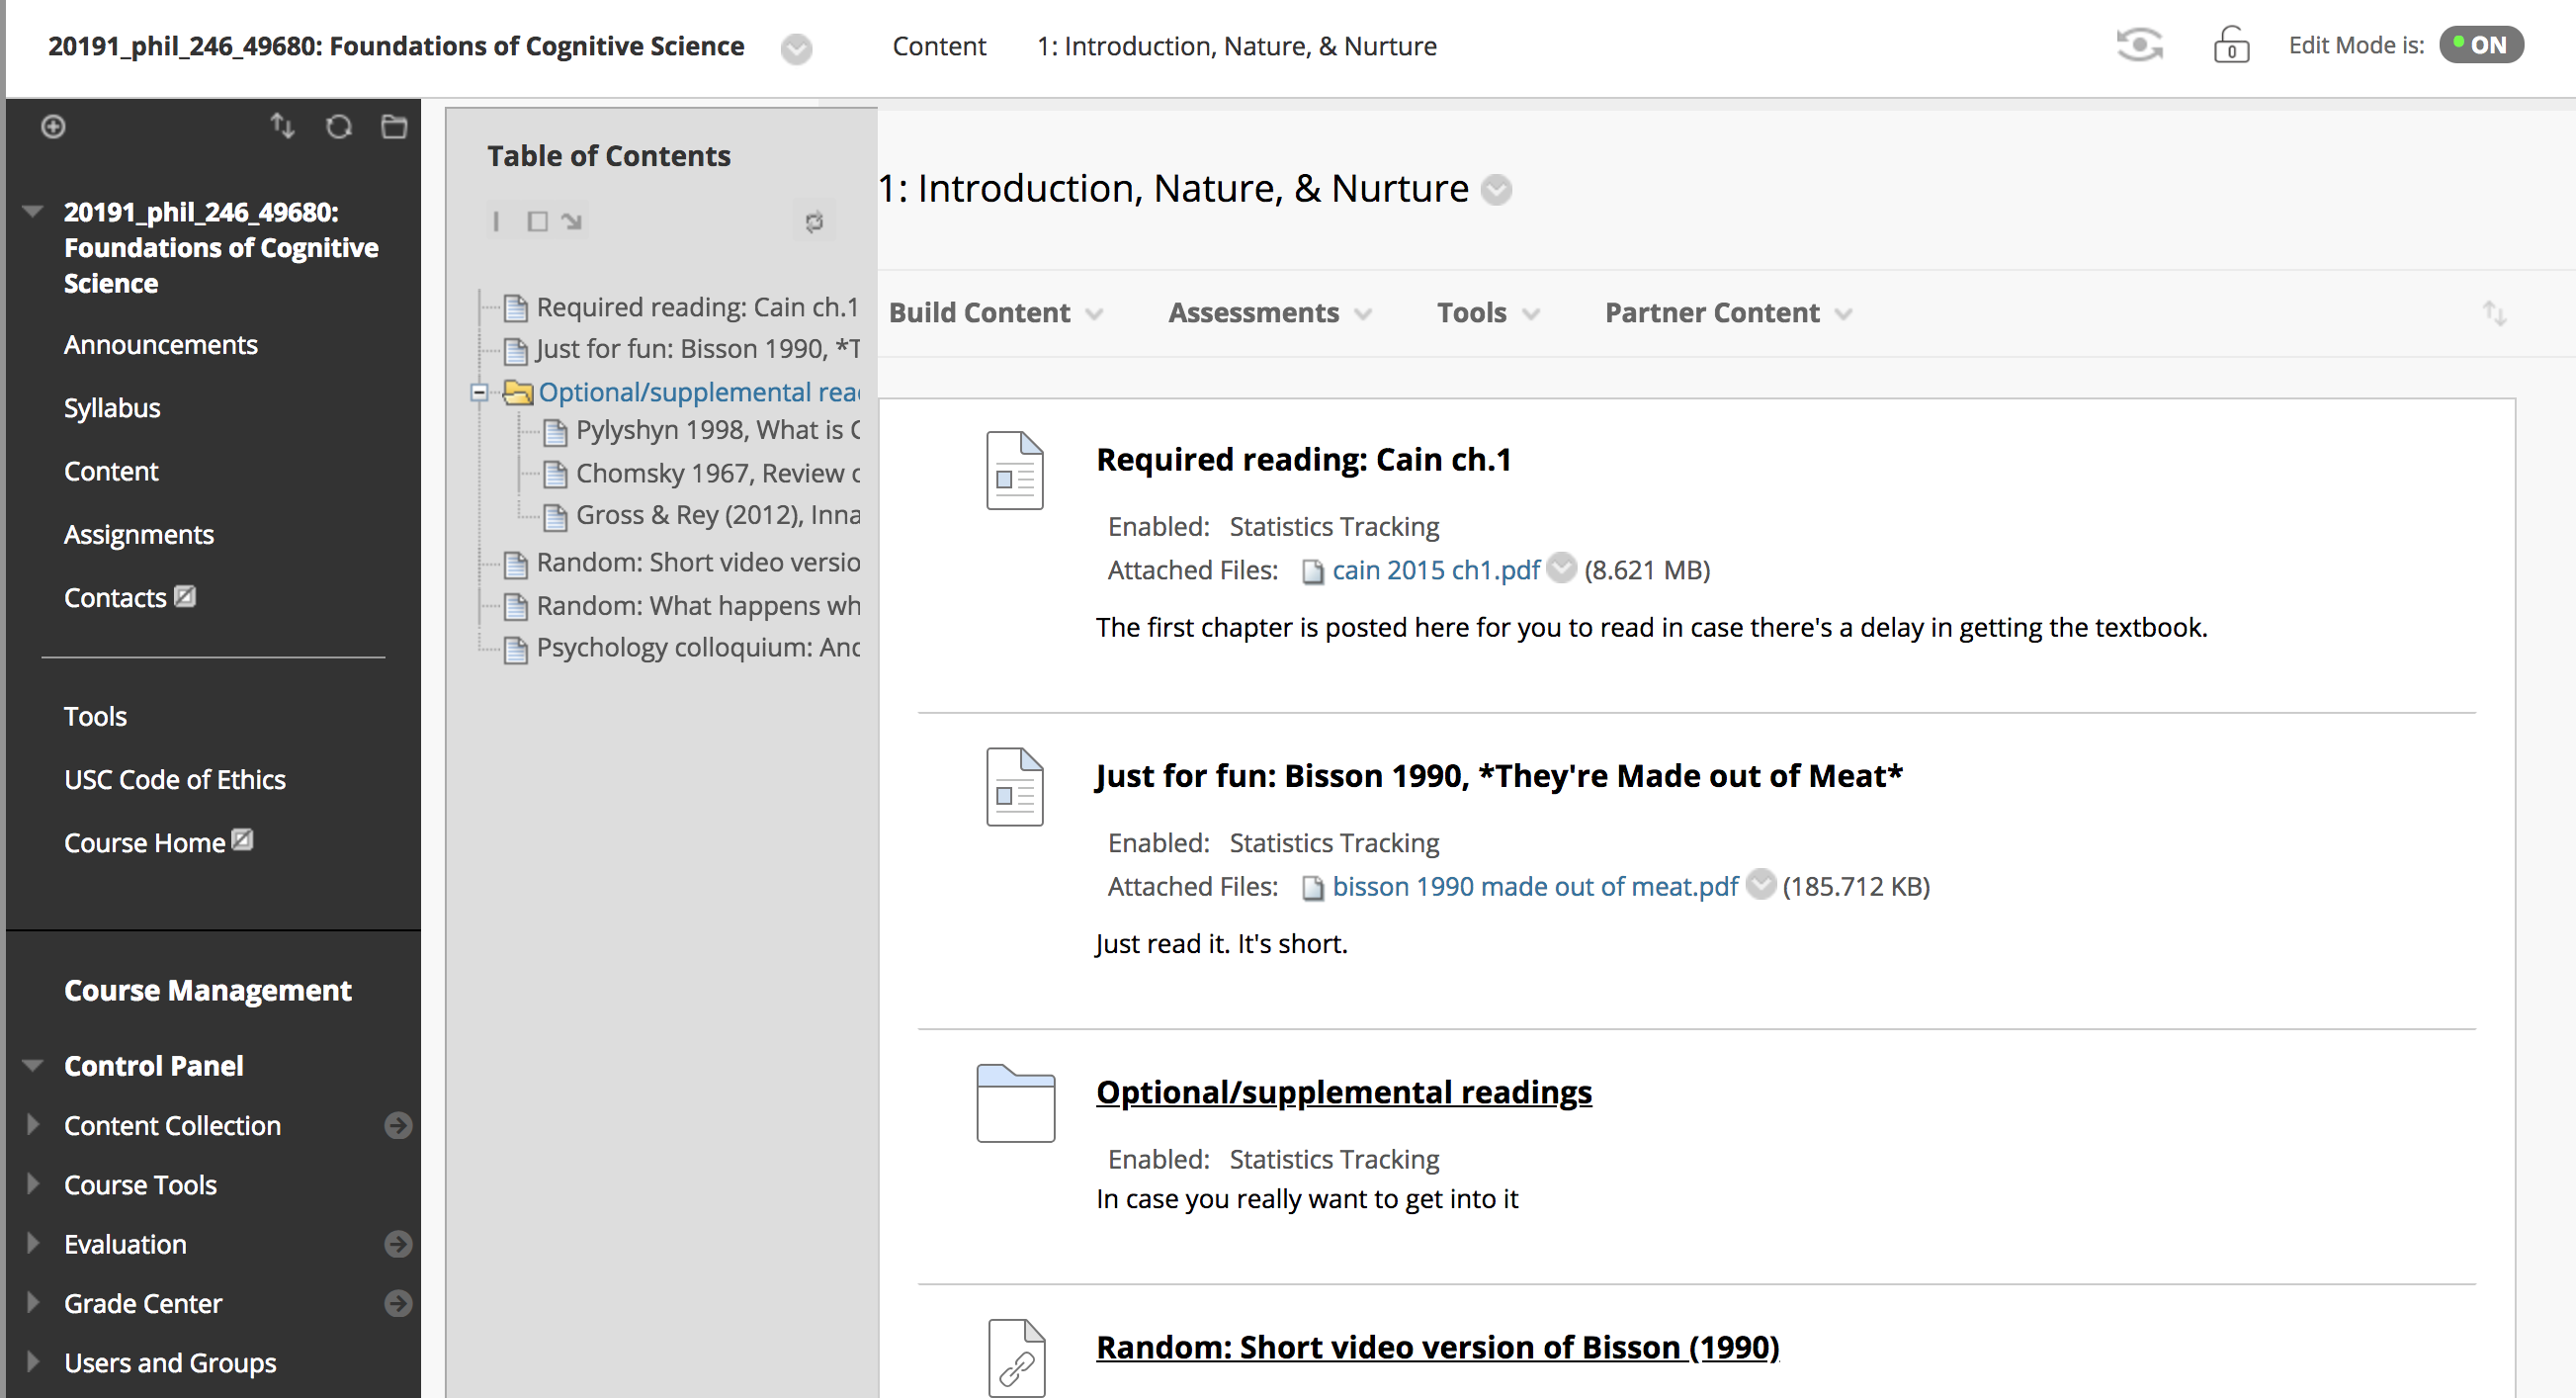 20191_phil_246_49680: Foundations of Cognitive Science
Content
1: Introduction, Nature, & Nurture
0
Edit Mode is:
ON
20191_phil_246_49680:
Foundations of Cognitive
Science
Announcements
Syllabus
Content
Assignments
Contacts
Tools
USC Code of Ethics
Course Home
Course Management
Control Panel
Content Collection
Course Tools
Evaluation
Grade Center
Users and Groups
Table of Contents
Required reading: Cain ch.1
Just for fun: Bisson 1990, *T
Optional/supplemental rea
Pylyshyn 1998, What is C
Chomsky 1967, Review o
Gross & Rey (2012), Inna
Random: Short video versio
Random: What happens wh
Psychology colloquium: Anc
1: Introduction, Nature, & Nurture
Build Content
Assessments
Tools
Partner Content
Required reading: Cain ch.1
Enabled: Statistics Tracking
Attached Files: cain 2015 ch1.pdf (8.621 MB)
The first chapter is posted here for you to read in case there's a delay in getting the textbook.
Just for fun: Bisson 1990, *They're Made out of Meat*
Enabled: Statistics Tracking
Attached Files: bisson 1990 made out of meat.pdf (185.712 KB)
Just read it. It's short.
Optional/supplemental readings
Enabled: Statistics Tracking
In case you really want to get into it
Random: Short video version of Bisson (1990)